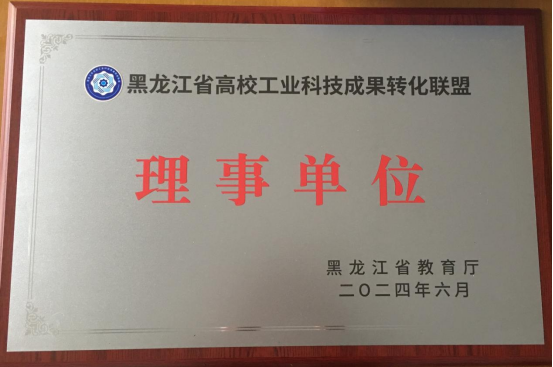 黑龙江省高校工业科技成果转化联盟
理事单位
黑龙江省教育厅
二〇二四年六月